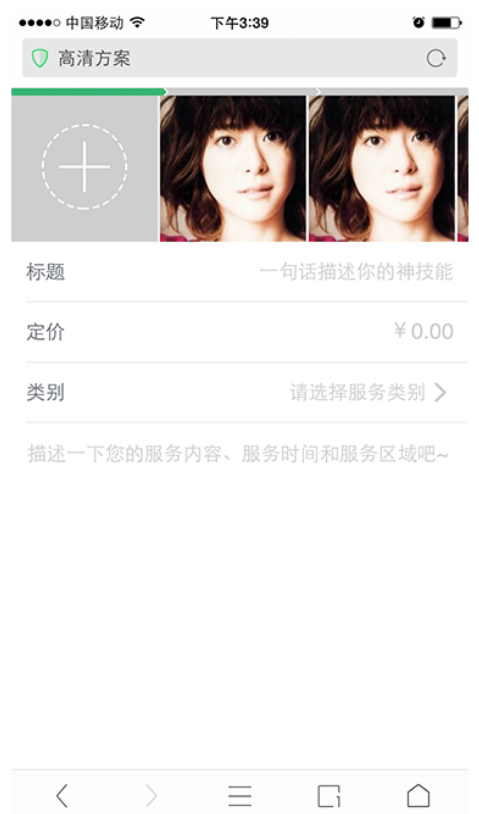 中国移动 下午3:39
高清方案
标题 一句话描述你的神技能
定价 ¥0.00
类别 请选择服务类别
描述一下您的服务内容、服务时间和服务区域吧~
1